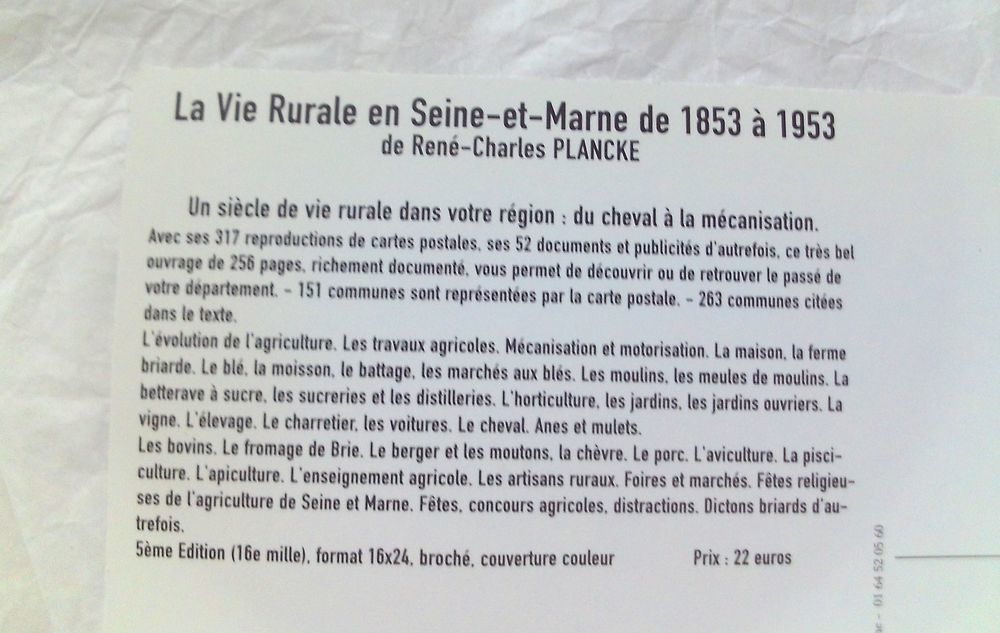 La Vie Rurale en Seine-et-Marne de 1853 à 1953
de René-Charles PLANCKE
Un siècle de vie rurale dans votre région : du cheval à la mécanisation.
Avec ses 317 reproductions de cartes postales, ses 52 documents et publicités d'autrefois, ce très bel
ouvrage de 256 pages, richement documenté, vous permet de découvrir ou de retrouver le passé de
votre département. - 151 communes sont représentées par la carte postale. - 263 communes citées
dans le texte.
L'évolution de l'agriculture. Les travaux agricoles. Mécanisation et motorisation. La maison, la ferme
briarde. Le blé, la moisson, le battage, les marchés aux blés. Les moulins, les meules de moulins. La
betterave à sucre, les sucreries et les distilleries. L'horticulture, les jardins, les jardins ouvriers. La
vigne. L'élevage. Le charretier, les voitures. Le cheval. Anes et mulets.
Les bovins. Le fromage de Brie. Le berger et les moutons, la chèvre. Le porc. L'aviculture. La pisci-
culture. L'apiculture. L'enseignement agricole. Les artisans ruraux. Foires et marchés. Fêtes religieu-
ses de l'agriculture de Seine et Marne. Fêtes, concours agricoles, distractions. Dictons briards d'au-
trefois.
5ème Edition (16e mille), format 16x24, broché, couverture couleur Prix : 22 euros
- 01 64 52 05 60